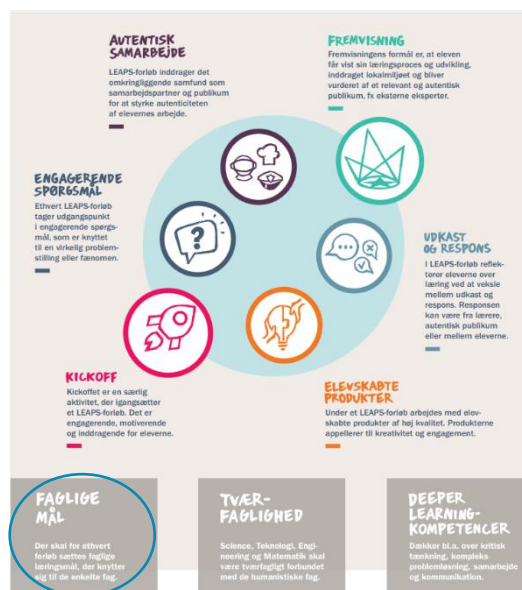 AUTENTISK
SAMARBEJDE
LEAPS-forløb inddrager det
omkringliggende samfund som
samarbejdspartner og publikum
for at styrke autenticiteten
af elevernes arbejde.
FREMVISNING
Fremvisningens formål er, at eleven
får vist sin læringsproces og udvikling,
inddraget lokalmiljøet og bliver
vurderet af et relevant og autentisk
publikum, fx eksterne eksperter.
ENGAGERENDE
SPØRGSMÅL
Ethvert LEAPS-forløb
tager udgangspunkt
i engagerende spørgs-
mål, som er knyttet
til en virkelig problem-
stilling eller fænomen.
?
UDKAST
OG RESPONS
I LEAPS-forløb reflek-
terer eleverne over
læring ved at veksle
mellem udkast og
respons. Responsen
kan være fra lærere,
autentisk publikum
eller mellem eleverne.
KICKOFF
Kickoffet er en særlig
aktivitet, der igangsætter
et LEAPS-forløb. Det er
engagerende, motiverende
og inddragende for eleverne.
ELEVSKABTE
PRODUKTER
Under et LEAPS-forløb arbejdes med elev-
skabte produkter af høj kvalitet. Produkterne
appellerer til kreativitet og engagement.
FAGLIGE
MÅL
Der skal for ethvert
forløb sættes faglige
læringsmål, der knytter
sig til de enkelte fag.
TVÆR-
FAGLIGHED
Science, Teknologi, Engi-
neering og Matematik skal
være tværfagligt forbundet
med de humanistiske fag.
DEEPER
LEARNING-
KOMPETENCER
Dækker bl.a. over kritisk
tænkning, kompleks
problemløsning, samarbejde
og kommunikation.